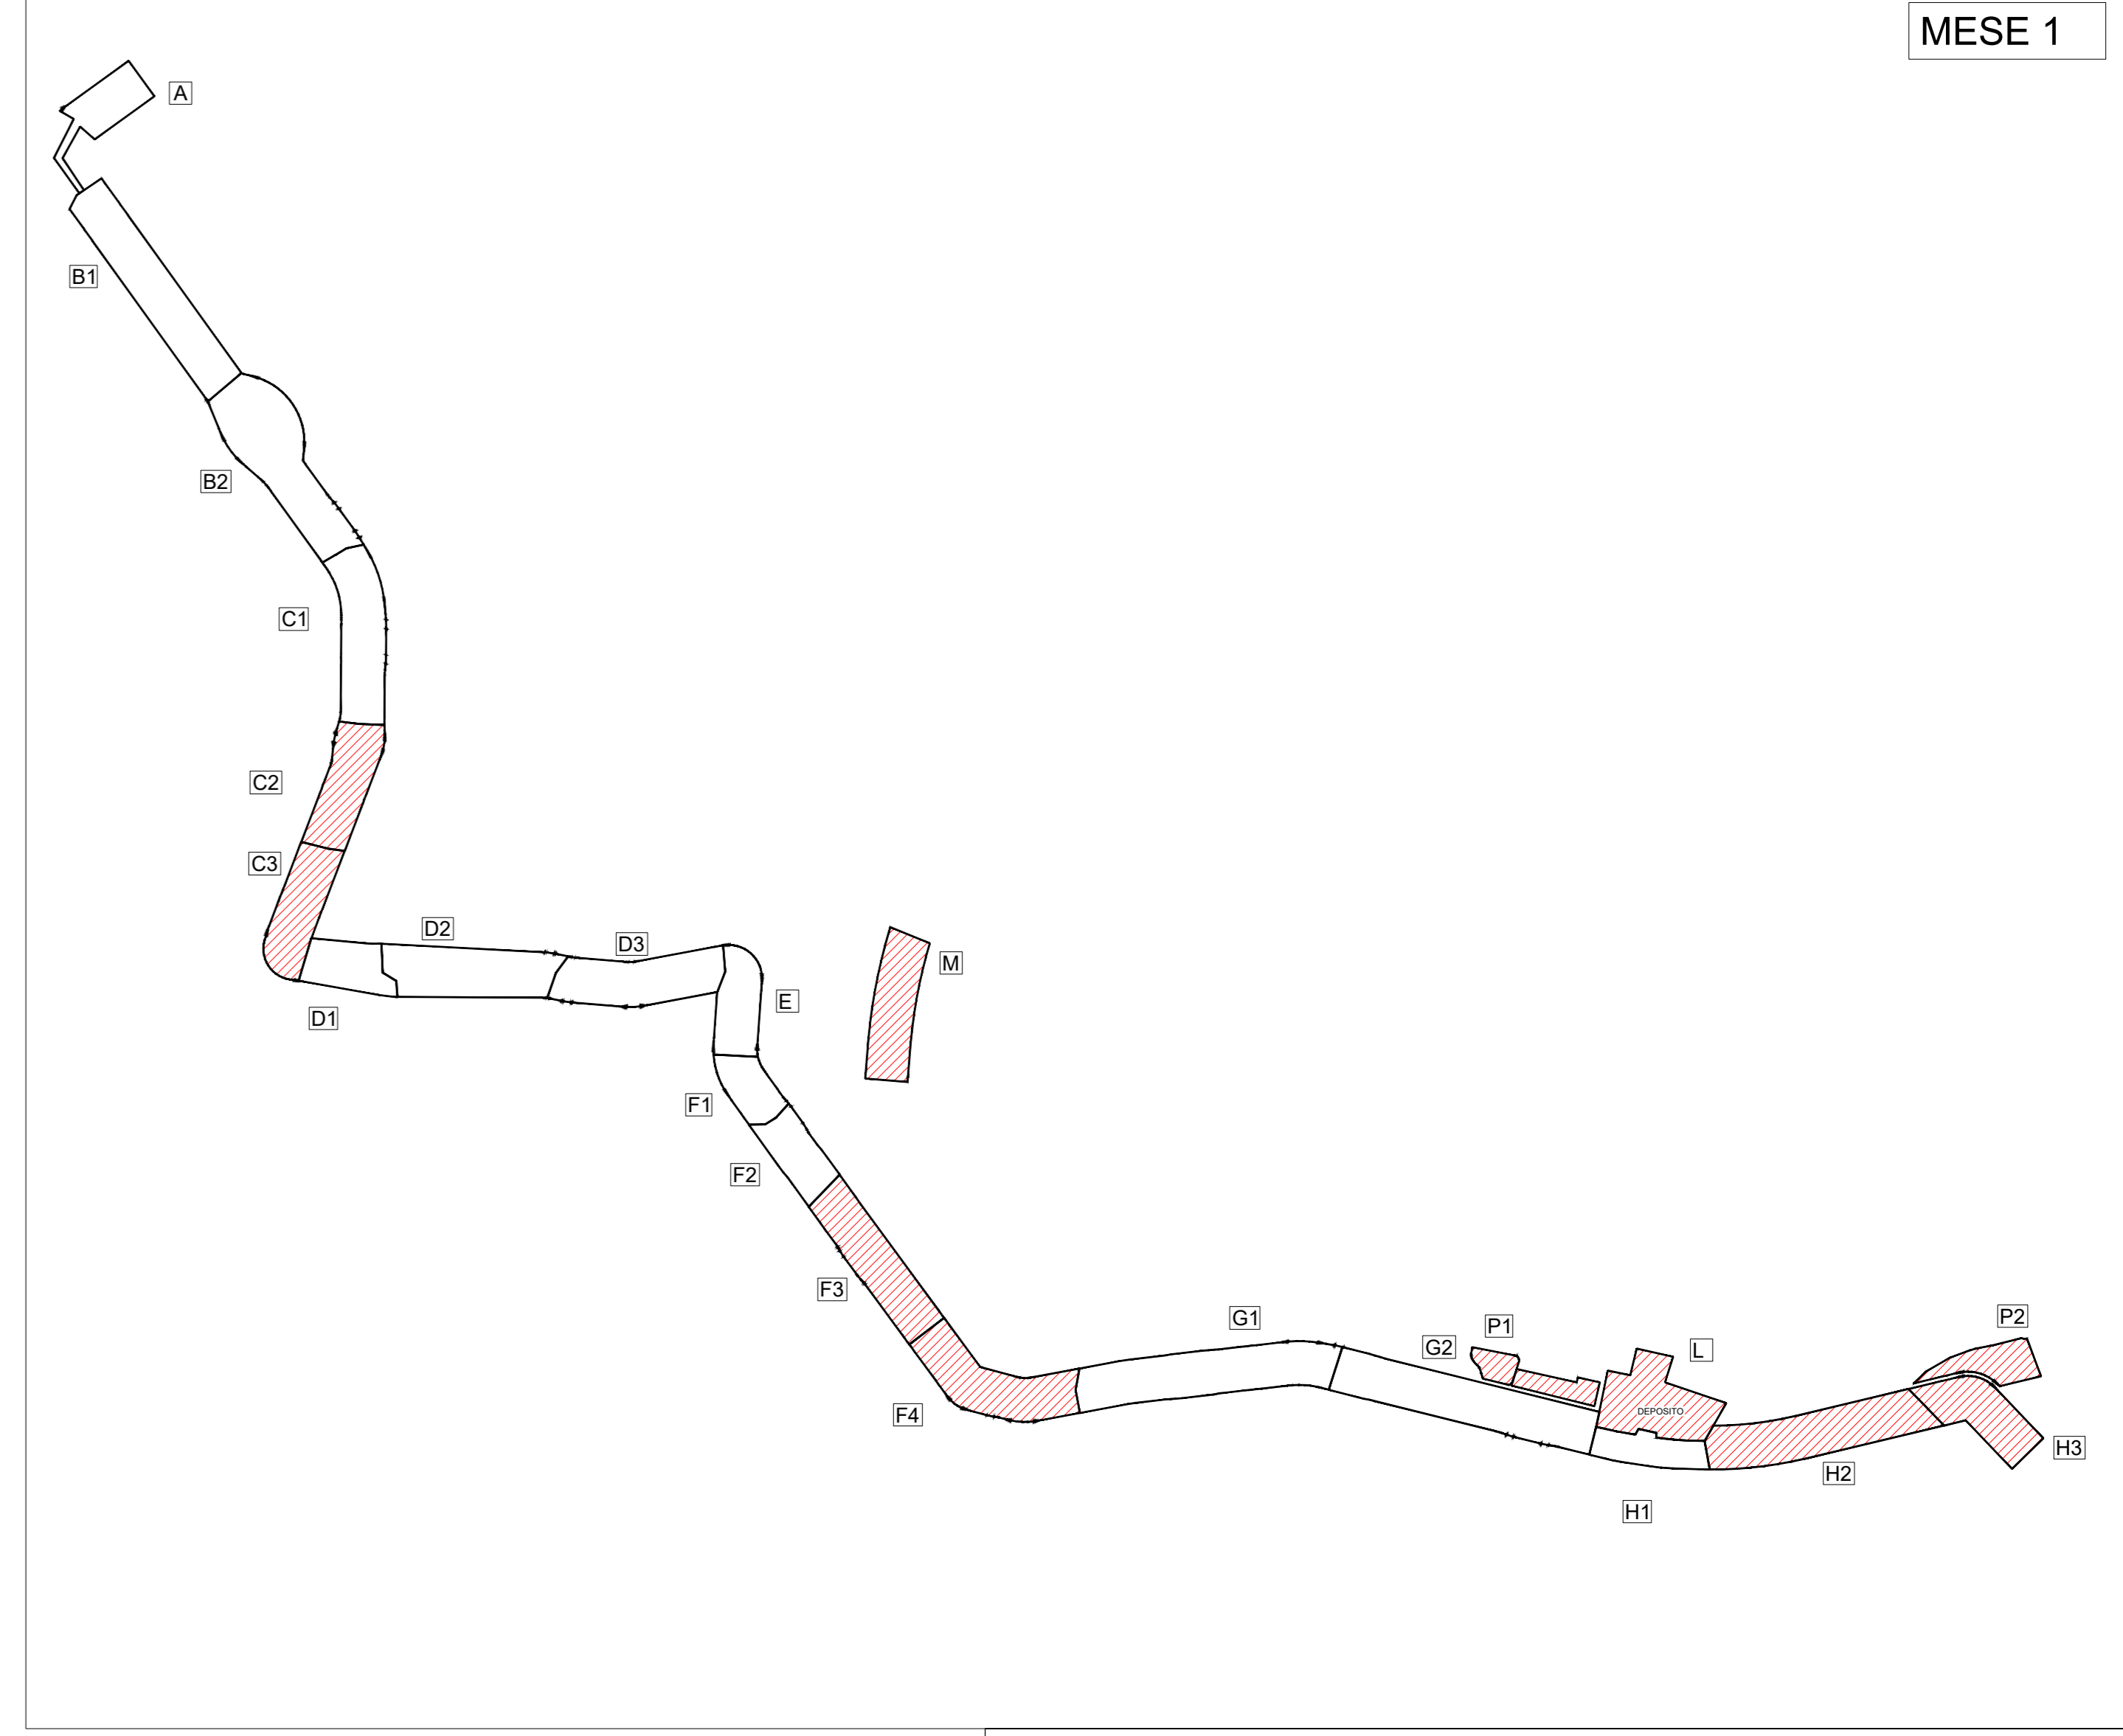 MESE 1
A
B1
B2
C1
C2
C3
D2
D3
M
E
D1
F1
F2
F3
G1
P2
P1
G2
L
F4
DEPOSITO
H3
H2
H1